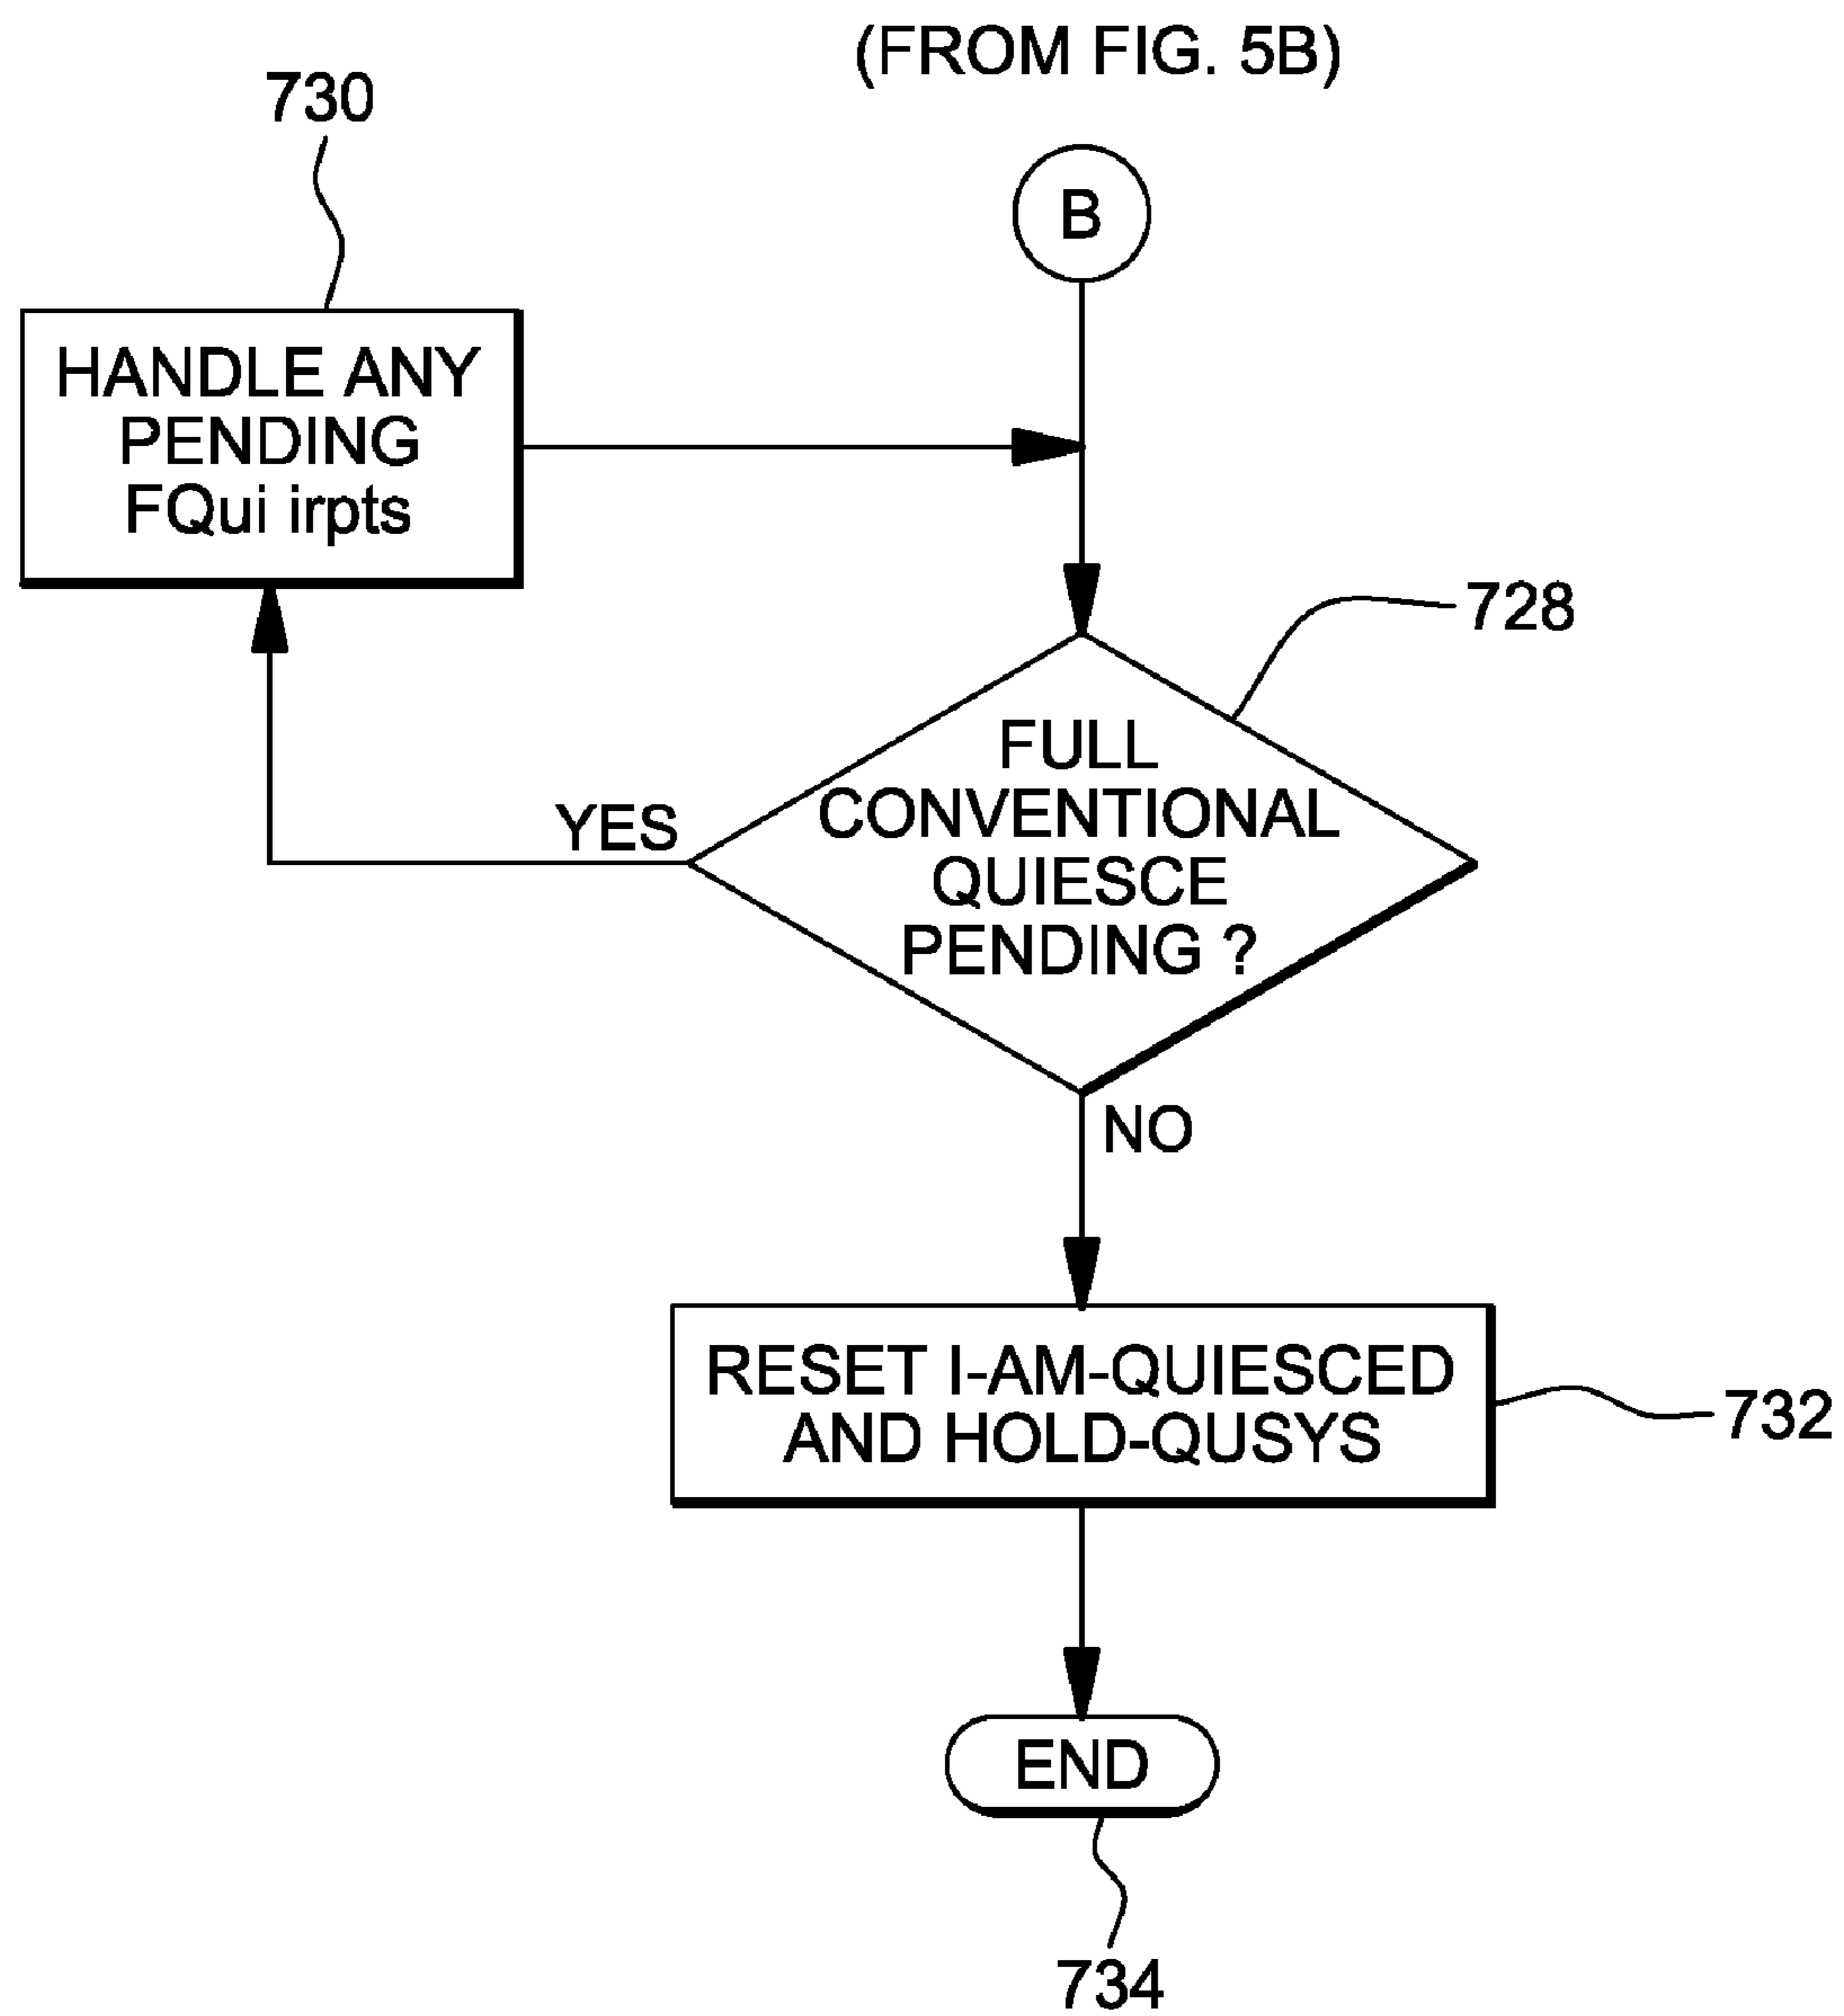 (FROM FIG. 5B)
730
B
HANDLE ANY
PENDING
FQui irpts
728
FULL
CONVENTIONAL
QUIESCE
PENDING ?
YES
NO
RESET I-AM-QUIESCED
AND HOLD-QUSYS
732
END
734